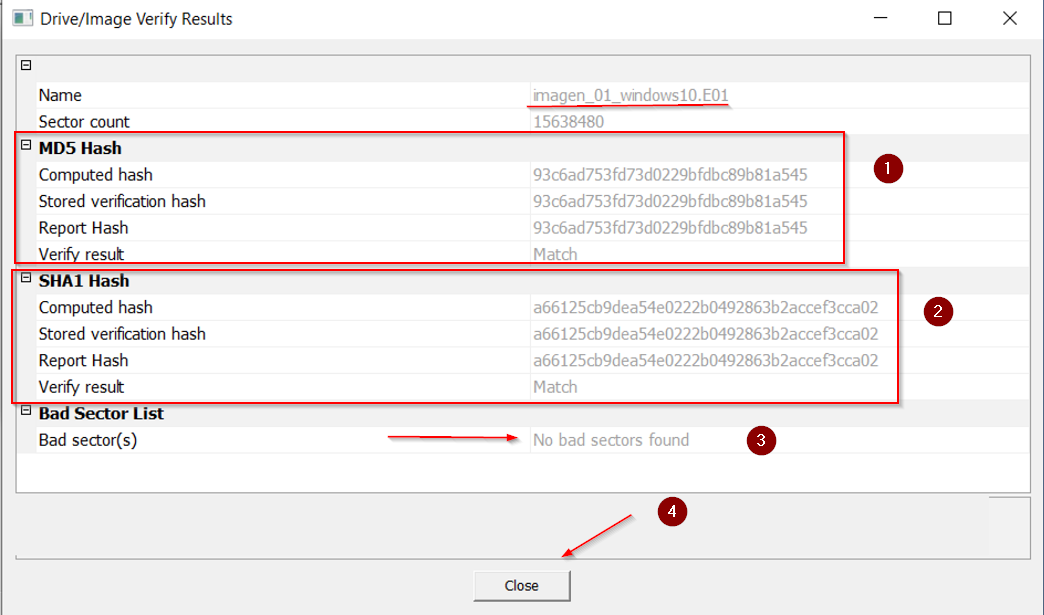 Drive/Image Verify Results
Name imagen_01_windows10.E01
Sector count 15638480
MD5 Hash
1
Computed hash 93c6ad753fd73d0229bfdbc89b81a545
Stored verification hash 93c6ad753fd73d0229bfdbc89b81a545
Report Hash 93c6ad753fd73d0229bfdbc89b81a545
Verify result Match
SHA1 Hash
Computed hash a66125cb9dea54e0222b0492863b2accef3cca02
2
Stored verification hash a66125cb9dea54e0222b0492863b2accef3cca02
Report Hash a66125cb9dea54e0222b0492863b2accef3cca02
Verify result Match
Bad Sector List
Bad sector(s) No bad sectors found
3
4
Close